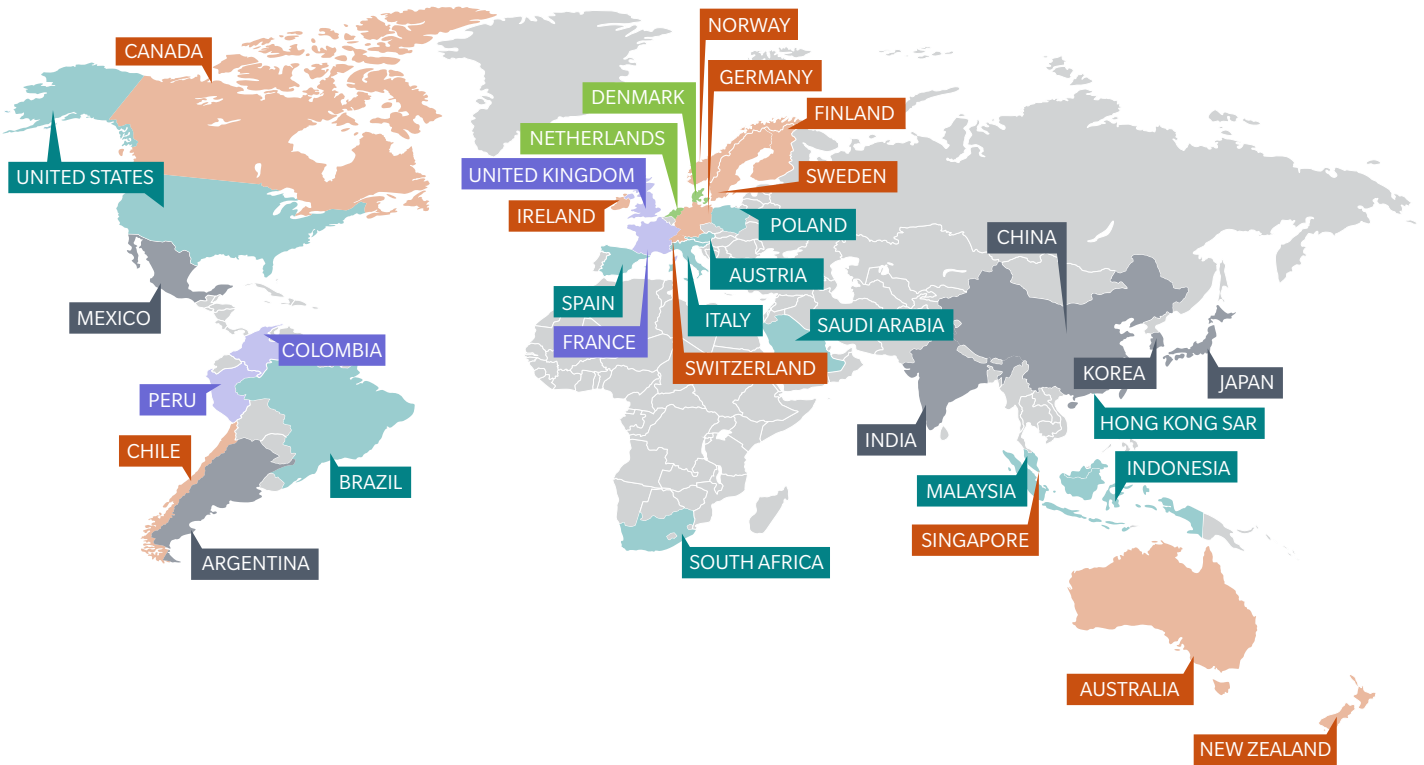 NORWAY
CANADA
GERMANY
DENMARK
FINLAND
NETHERLANDS
UNITED STATES
UNITED KINGDOM
SWEDEN
IRELAND
POLAND
CHINA
AUSTRIA
SPAIN
MEXICO
ITALY
SAUDI ARABIA
FRANCE
COLOMBIA
SWITZERLAND
KOREA
JAPAN
PERU
HONG KONG SAR
INDIA
CHILE
INDONESIA
BRAZIL
MALAYSIA
SINGAPORE
ARGENTINA
SOUTH AFRICA
AUSTRALIA
NEW ZEALAND